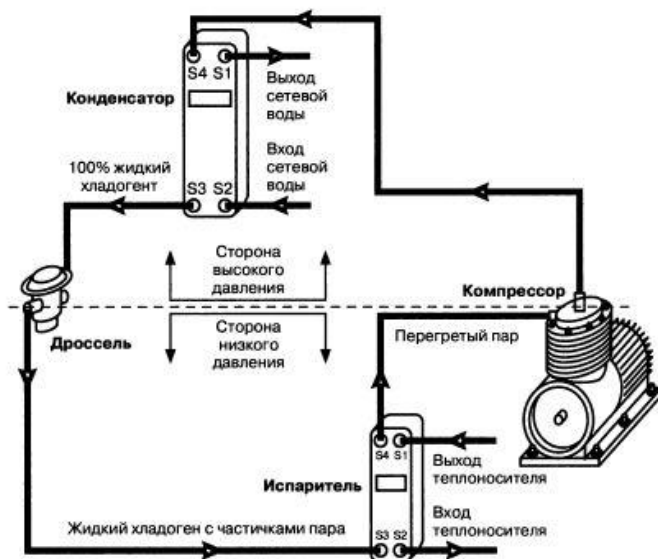 S4 S1
Конденсатор
Выход
сетевой
воды
100% жидкий
хладогент
S3 S2
Вход
сетевой
воды
Сторона
высокого
давления
Компрессор
Дроссель
Сторона
низкого
давления
Перегретый пар
S4 S1
Выход
теплоносителя
Испаритель
Жидкий хладоген с частичками пара
S3 S2
Вход
теплоносителя